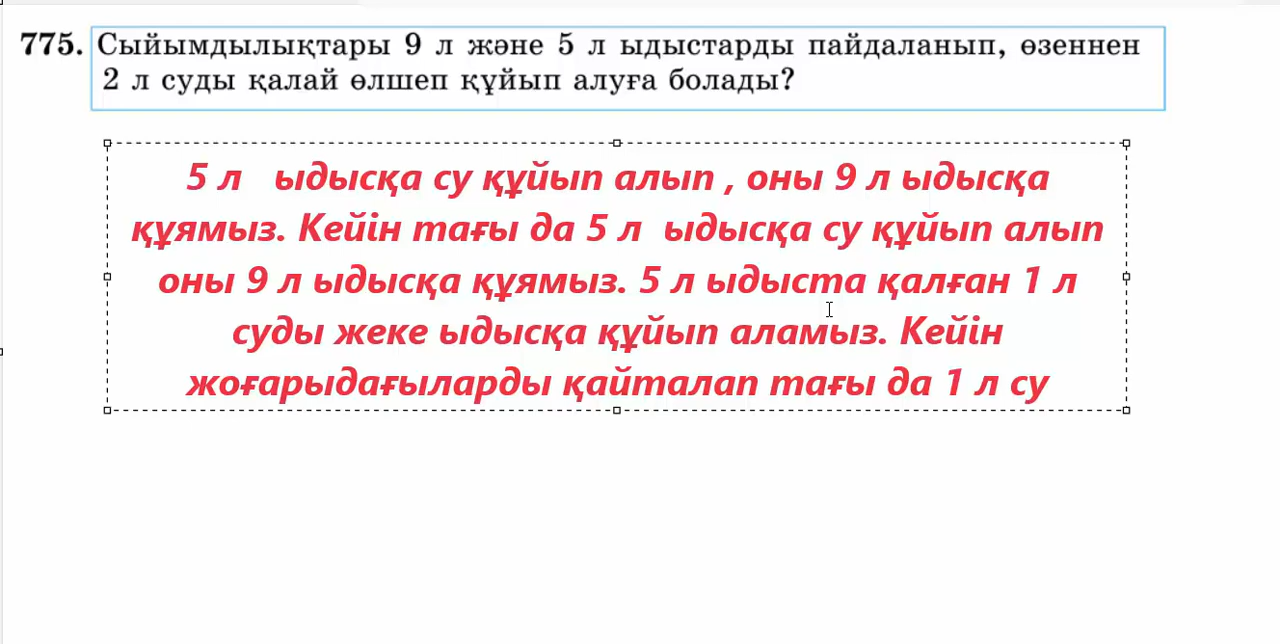 775. Сыйымдылықтары 9 л және 5 л ыдыстарды пайдаланып, өзеннен
2 л суды қалай өлшеп құйып алуға болады?
5 л ыдысқа су құйып алып , оны 9 л ыдысқа
құямыз. Кейін тағы да 5 л ыдысқа су құйып алып
оны 9 л ыдысқа құямыз. 5 л ыдыста қалған 1 л
суды жеке ыдысқа құйып аламыз. Кейін
жоғарыдағыларды қайталап тағы да 1 л су